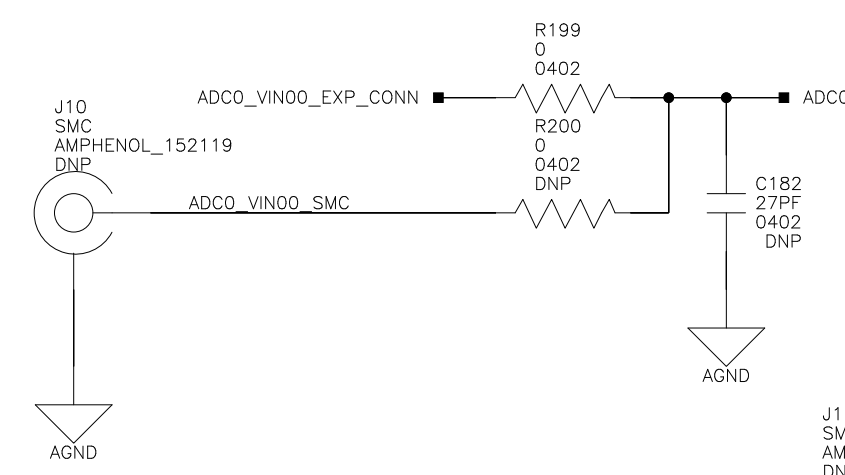 R199
0
0402
ADC0_VIN00_EXP_CONN
ADC0
J10
SMC
AMPHENOL_152119
DNP
R200
0
0402
DNP
ADC0_VIN00_SMC
C182
27PF
0402
DNP
AGND
AGND
J1
SM
AM
DN